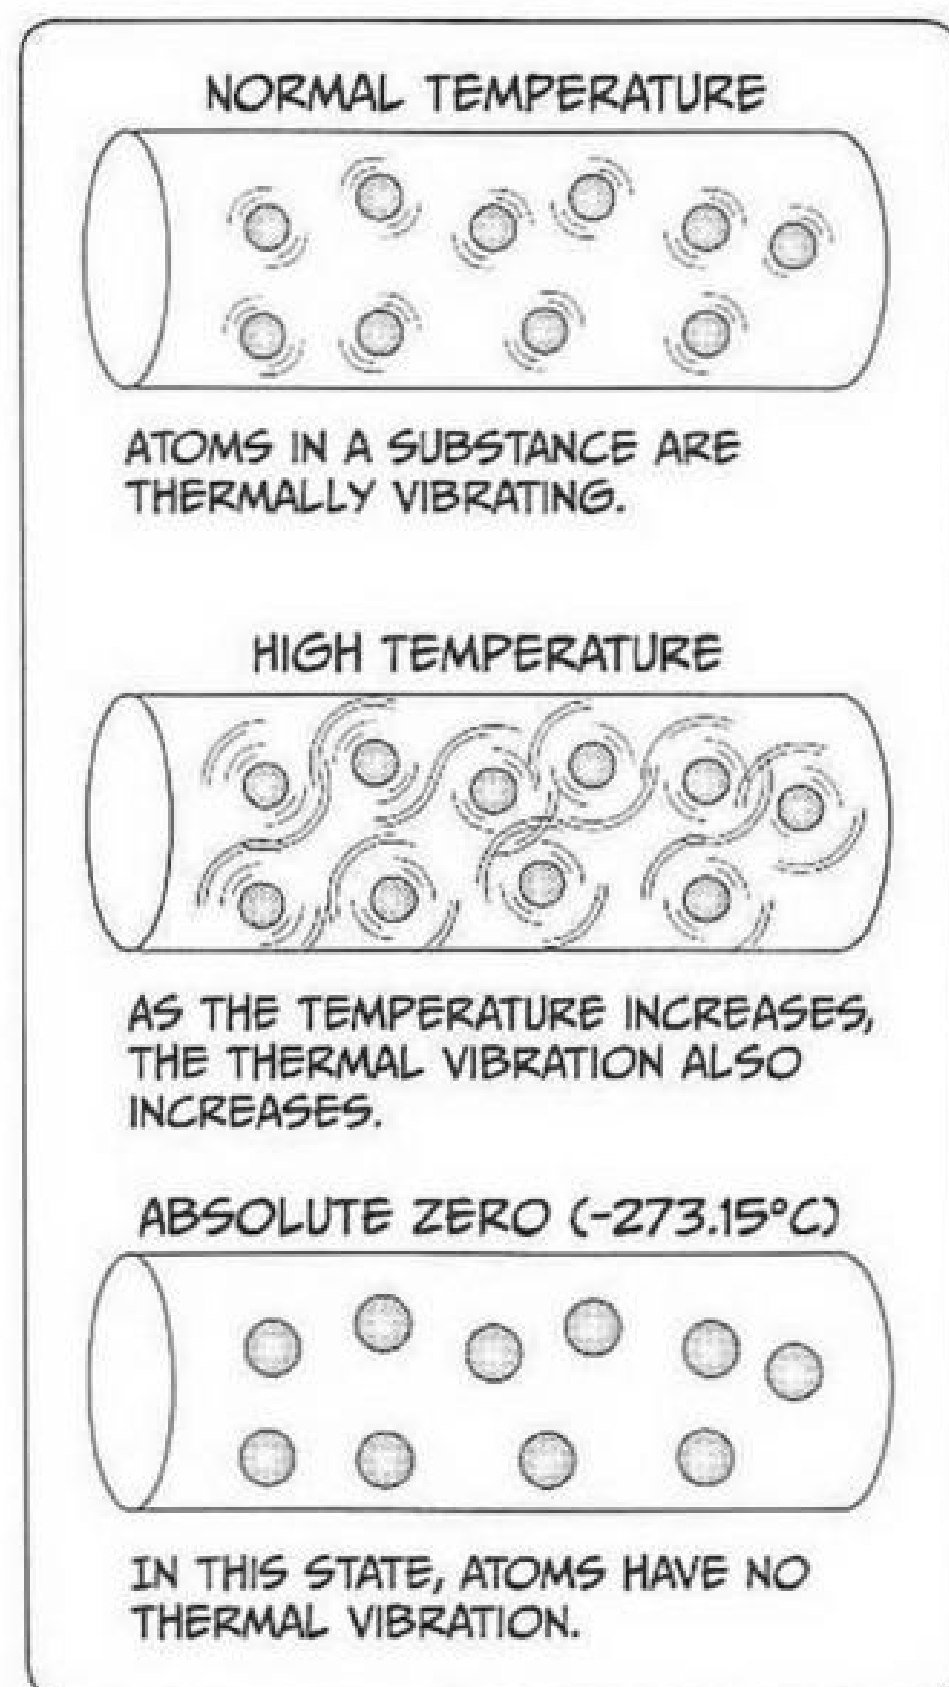 NORMAL TEMPERATURE
ATOMS IN A SUBSTANCE ARE
THERMALLY VIBRATING.
HIGH TEMPERATURE
AS THE TEMPERATURE INCREASES,
THE THERMAL VIBRATION ALSO
INCREASES.
ABSOLUTE ZERO (-273.15°C)
IN THIS STATE, ATOMS HAVE NO
THERMAL VIBRATION.